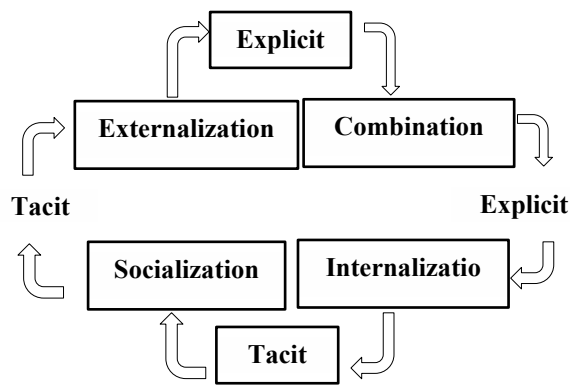 Explicit
Externalization
Combination
Tacit
Explicit
Socialization
Internalizatio
Tacit